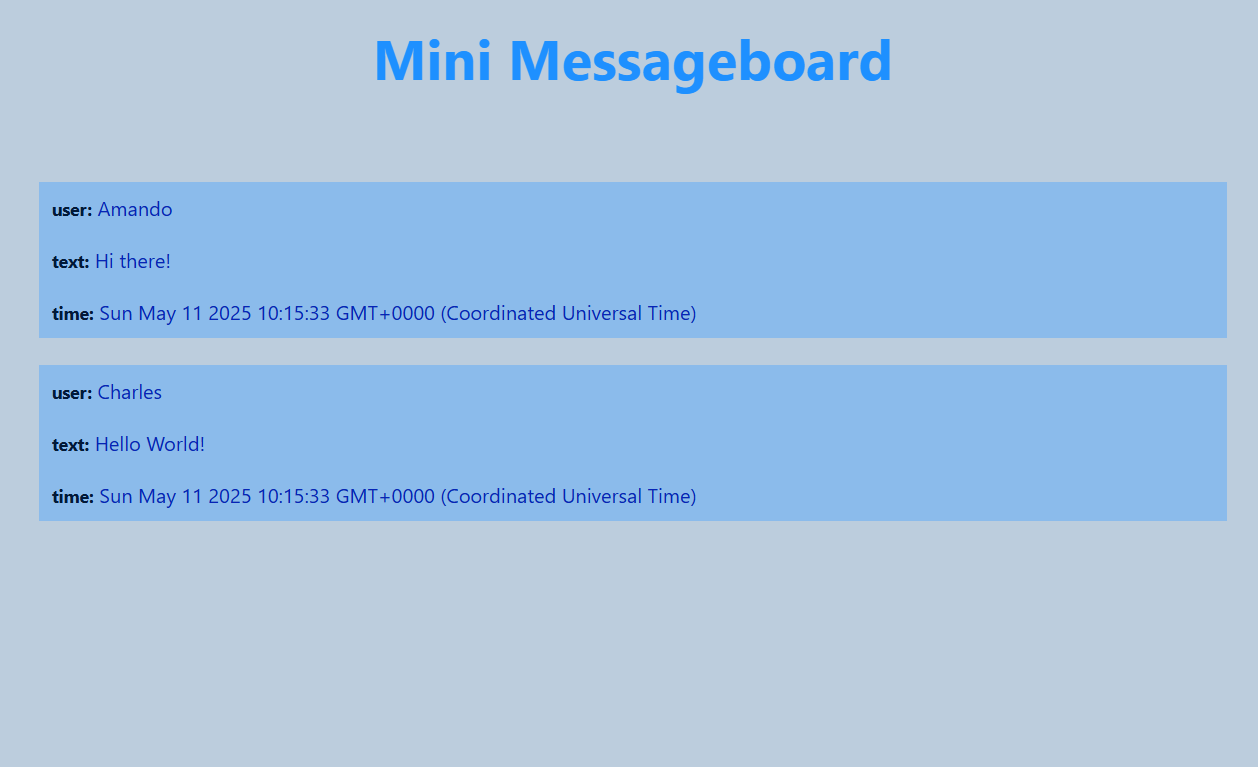 Mini Messageboard
user: Amando
text: Hi there!
time: Sun May 11 2025 10:15:33 GMT+0000 (Coordinated Universal Time)
user: Charles
text: Hello World!
time: Sun May 11 2025 10:15:33 GMT+0000 (Coordinated Universal Time)